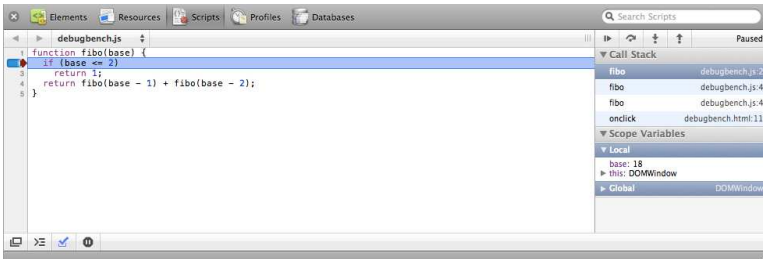 Elements Resources Scripts Profiles Databases Search Scripts
debugbench.js Paused
1 function fibo(base) {
if (base <= 2)
3 return 1;
4 return fibo(base - 1) + fibo(base - 2);
5 }
Call Stack
fibo debugbench.js:2
fibo debugbench.js:4
fibo debugbench.js:4
onclick debugbench.html:11
Scope Variables
Local
base: 18
this: DOMWindow
Global DOMWindow